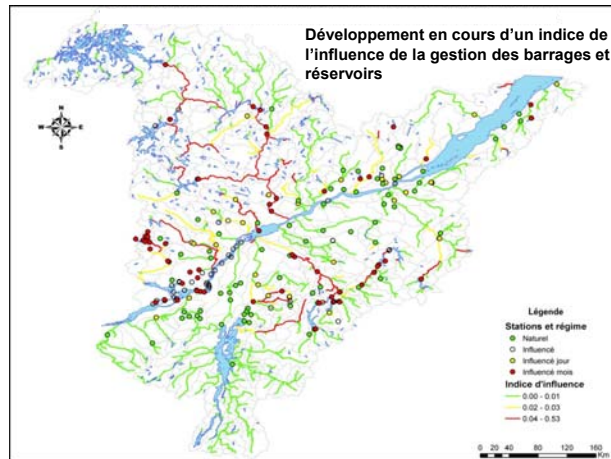 Développement en cours d'un indice de
l'influence de la gestion des barrages et
réservoirs
N
W E
S
Légende
Stations et régime
Naturel
Influencé
Influencé jour
Influencé mois
Indice d'influence
0.00 - 0.01
0.02 - 0.03
0.04 - 0.53
0 20 40 80 120 160
Km